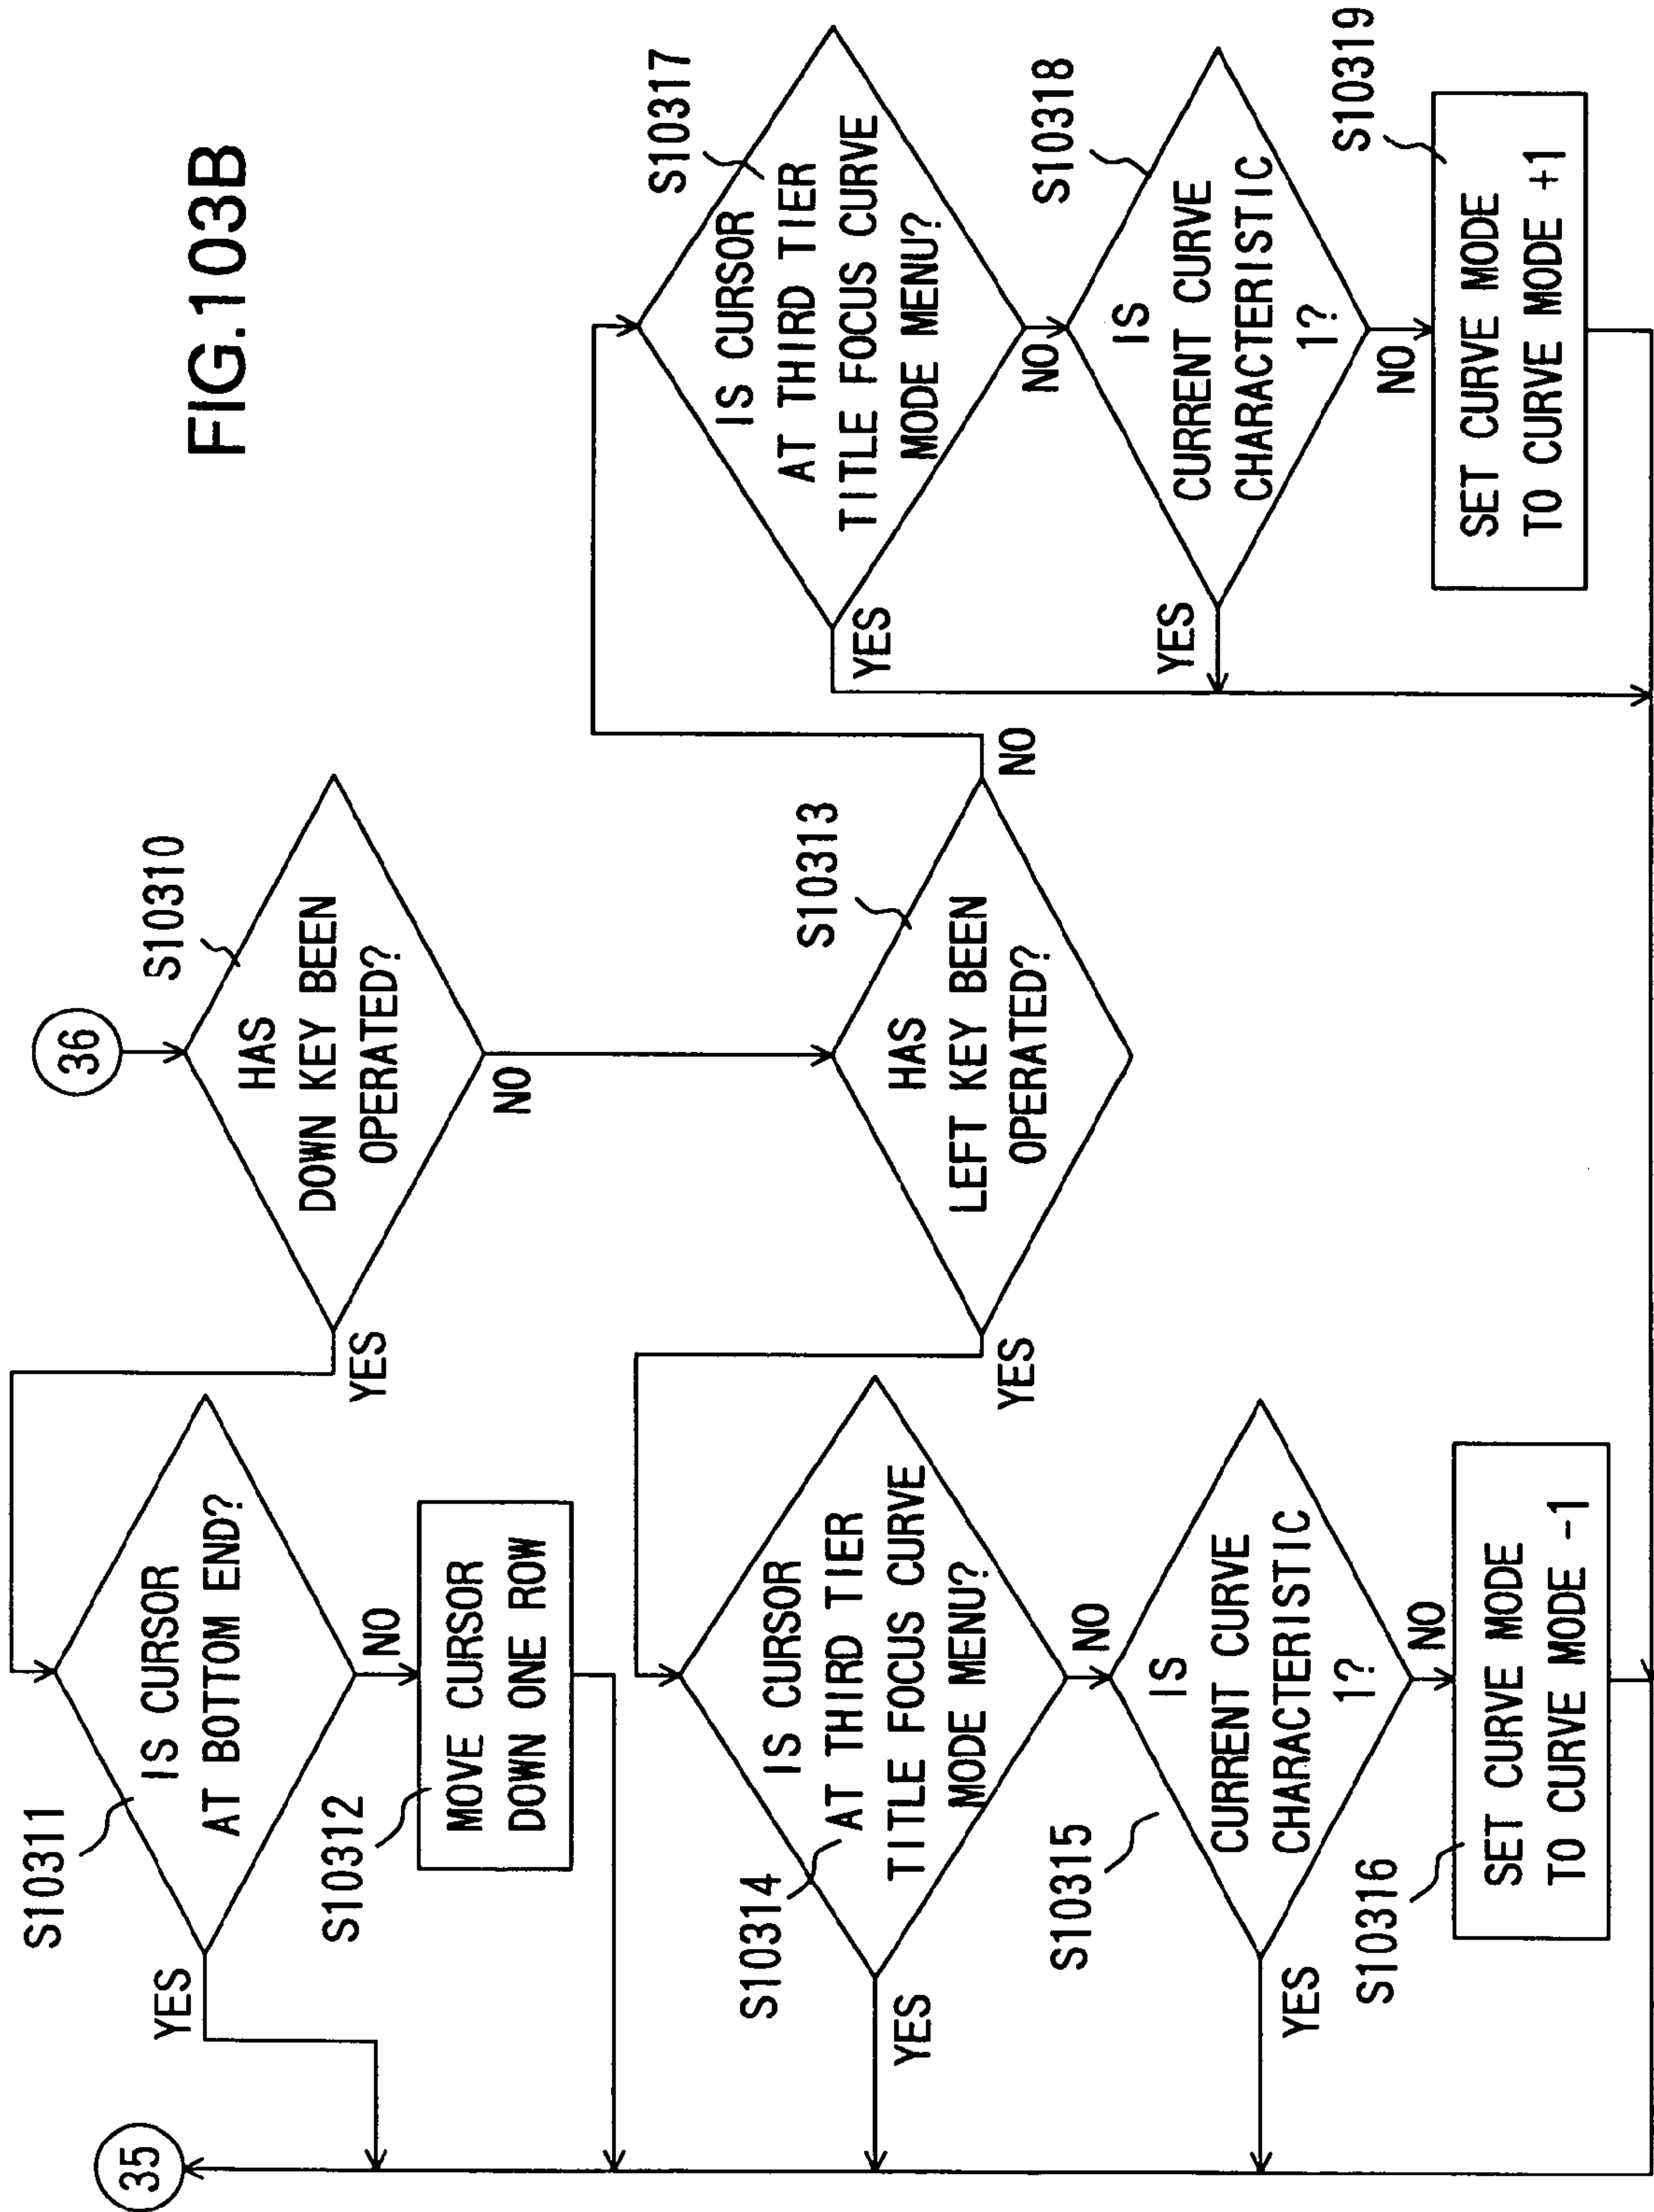 FIG.103B
36
S10310
HAS
DOWN KEY BEEN
OPERATED?
YES
NO
S10311
IS CURSOR
AT BOTTOM END?
YES
NO
S10312
MOVE CURSOR
DOWN ONE ROW
35
S10313
HAS
LEFT KEY BEEN
OPERATED?
YES
NO
S10314
IS CURSOR
AT THIRD TIER
TITLE FOCUS CURVE
MODE MENU?
YES
NO
S10315
IS
CURRENT CURVE
CHARACTERISTIC
1?
YES
NO
S10316
SET CURVE MODE
TO CURVE MODE -1
S10317
IS CURSOR
AT THIRD TIER
TITLE FOCUS CURVE
MODE MENU?
YES
NO
S10318
IS
CURRENT CURVE
CHARACTERISTIC
1?
YES
NO
S10319
SET CURVE MODE
TO CURVE MODE +1